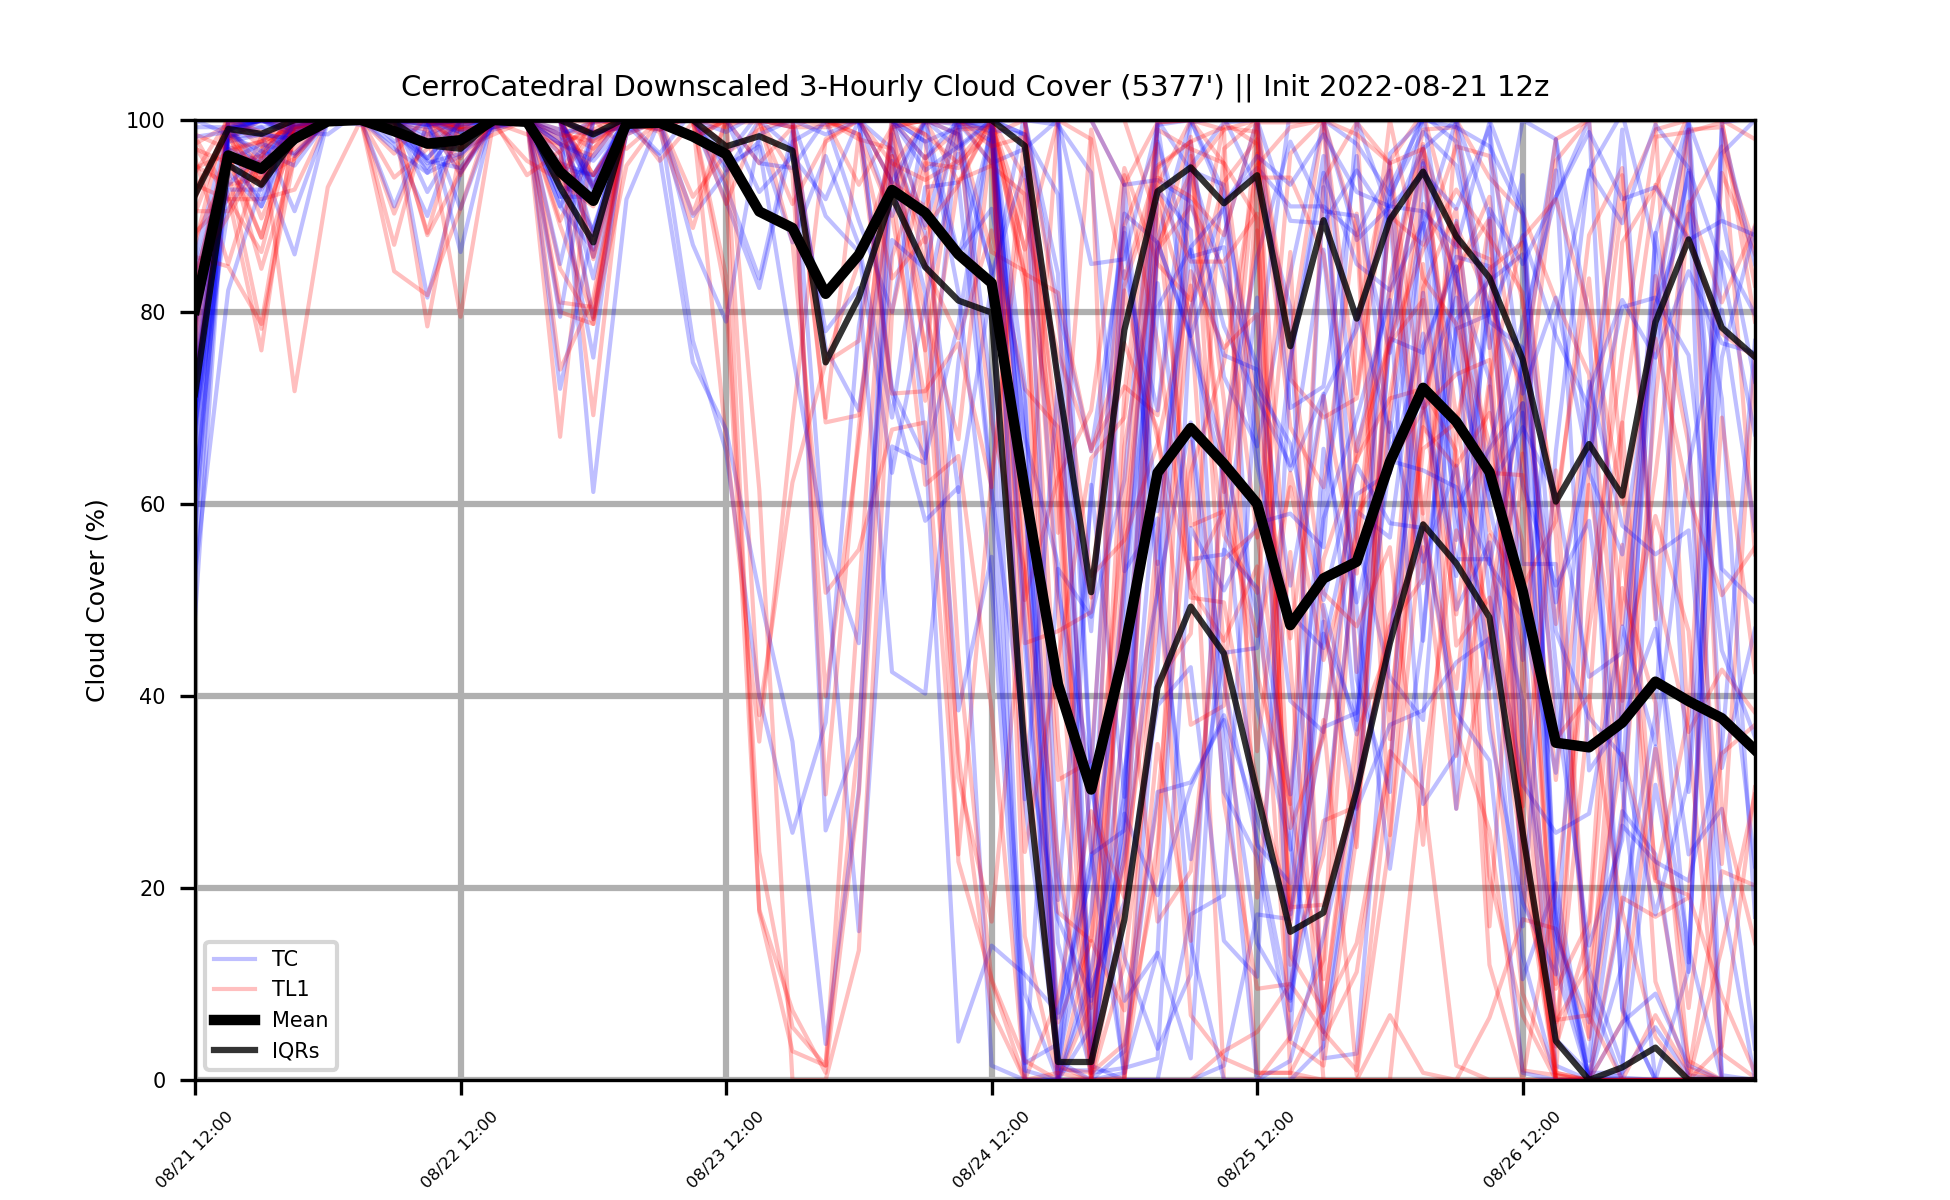 CerroCatedral Downscaled 3-Hourly Cloud Cover (5377') || Init 2022-08-21 12z
Cloud Cover (%)
100
80
60
40
20
0
TC
TL1
Mean
IQRs
08/21 12:00
08/22 12:00
08/23 12:00
08/24 12:00
08/25 12:00
08/26 12:00